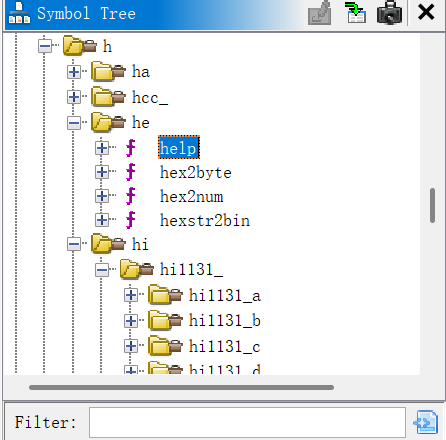 Symbol Tree
h
ha
hcc_
he
help
hex2byte
hex2num
hexstr2bin
hi
hi1131_
hi1131_a
hi1131_b
hi1131_c
hi1131_d
Filter: